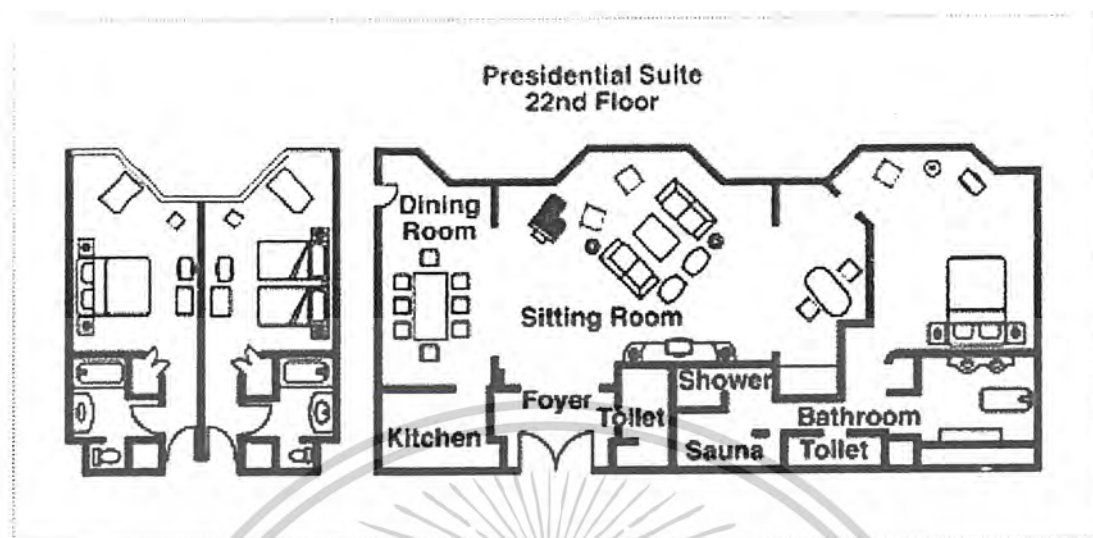 Presidential Suite
22nd Floor
Dining
Room
Sitting Room
Shower
Foyer
Toilet
Bathroom
Kitchen
Sauna
Toilet